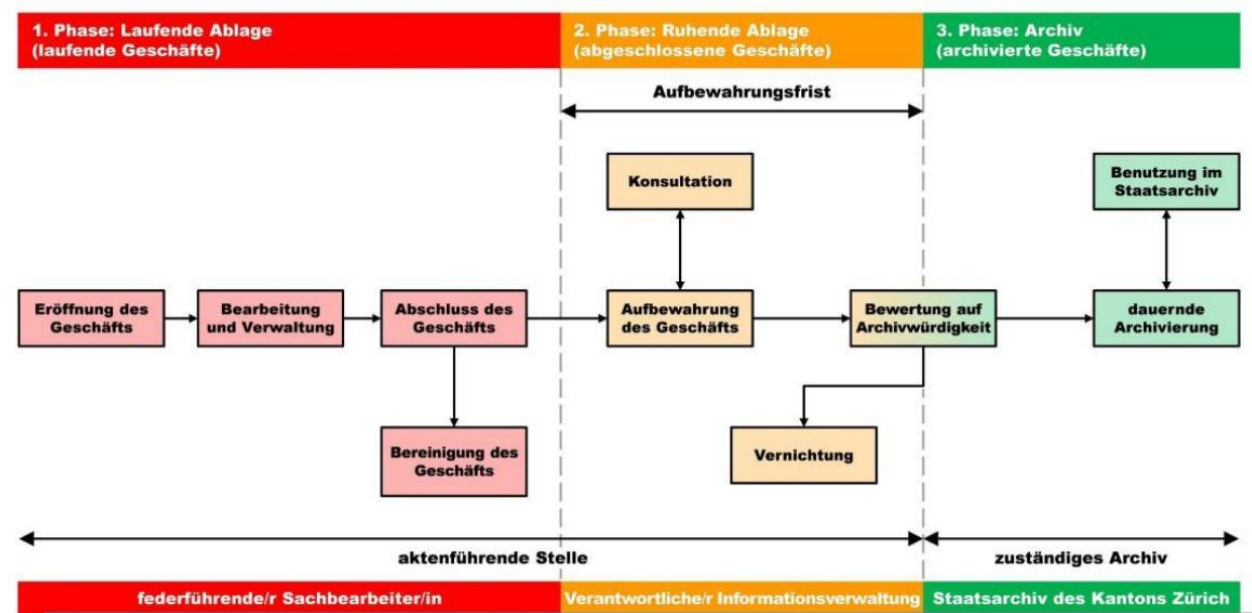 1. Phase: Laufende Ablage
(laufende Geschäfte)
2. Phase: Ruhende Ablage
(abgeschlossene Geschäfte)
3. Phase: Archiv
(archivierte Geschäfte)
Aufbewahrungsfrist
Konsultation
Benutzung im
Staatsarchiv
Eröffnung des
Geschäfts
Bearbeitung
und Verwaltung
Abschluss des
Geschäfts
Aufbewahrung
des Geschäfts
Bewertung auf
Archivwürdigkeit
dauernde
Archivierung
Bereinigung des
Geschäfts
Vernichtung
aktenführende Stelle
zuständiges Archiv
federführende/r Sachbearbeiter/in
Verantwortliche/r Informationsverwaltung
Staatsarchiv des Kantons Zürich